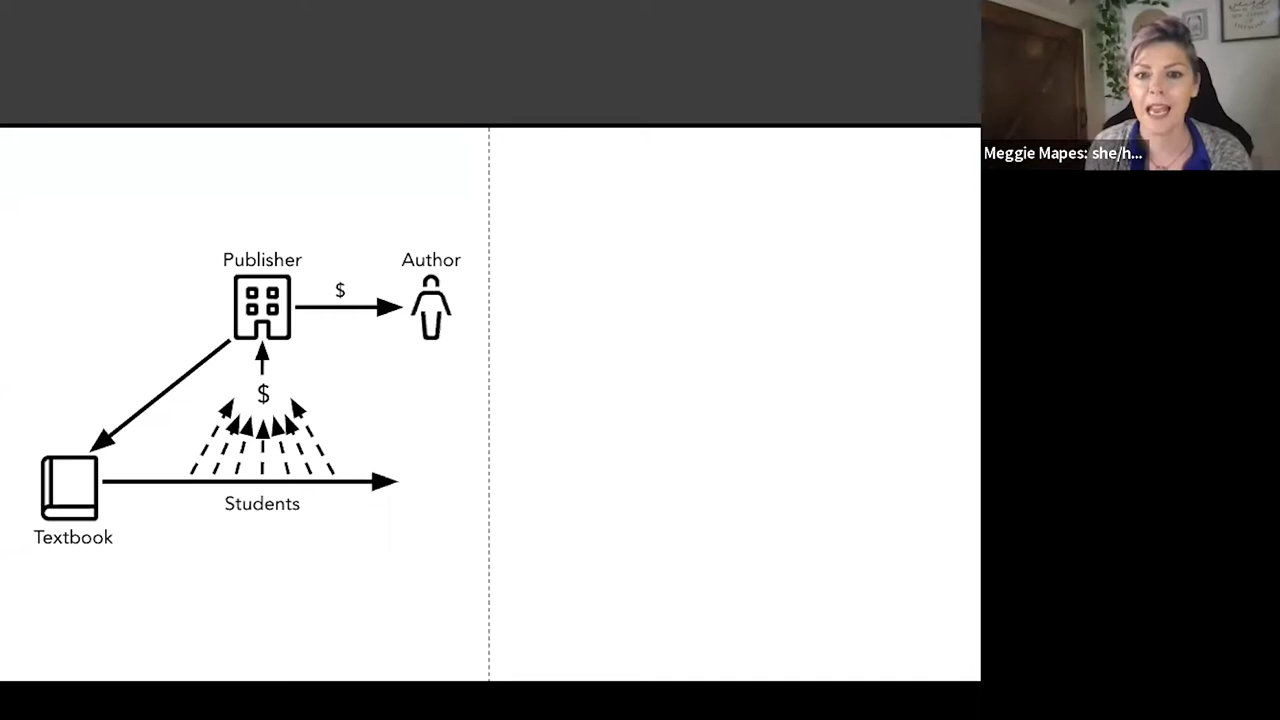 Publisher
Author
$
$
Students
Textbook
Meggie Mapes: she/h...